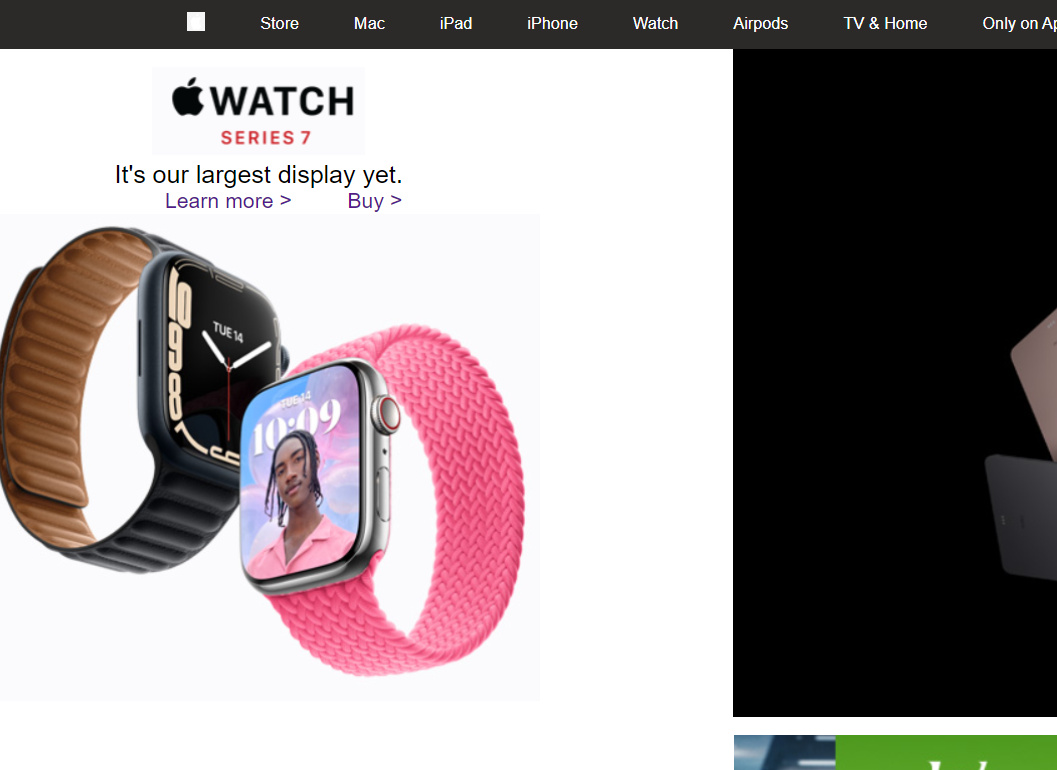 Store Mac iPad iPhone Watch Airpods TV & Home Only on Ap
WATCH
SERIES 7
It's our largest display yet.
Learn more > Buy >
TUE 14
TUE 14
10:09